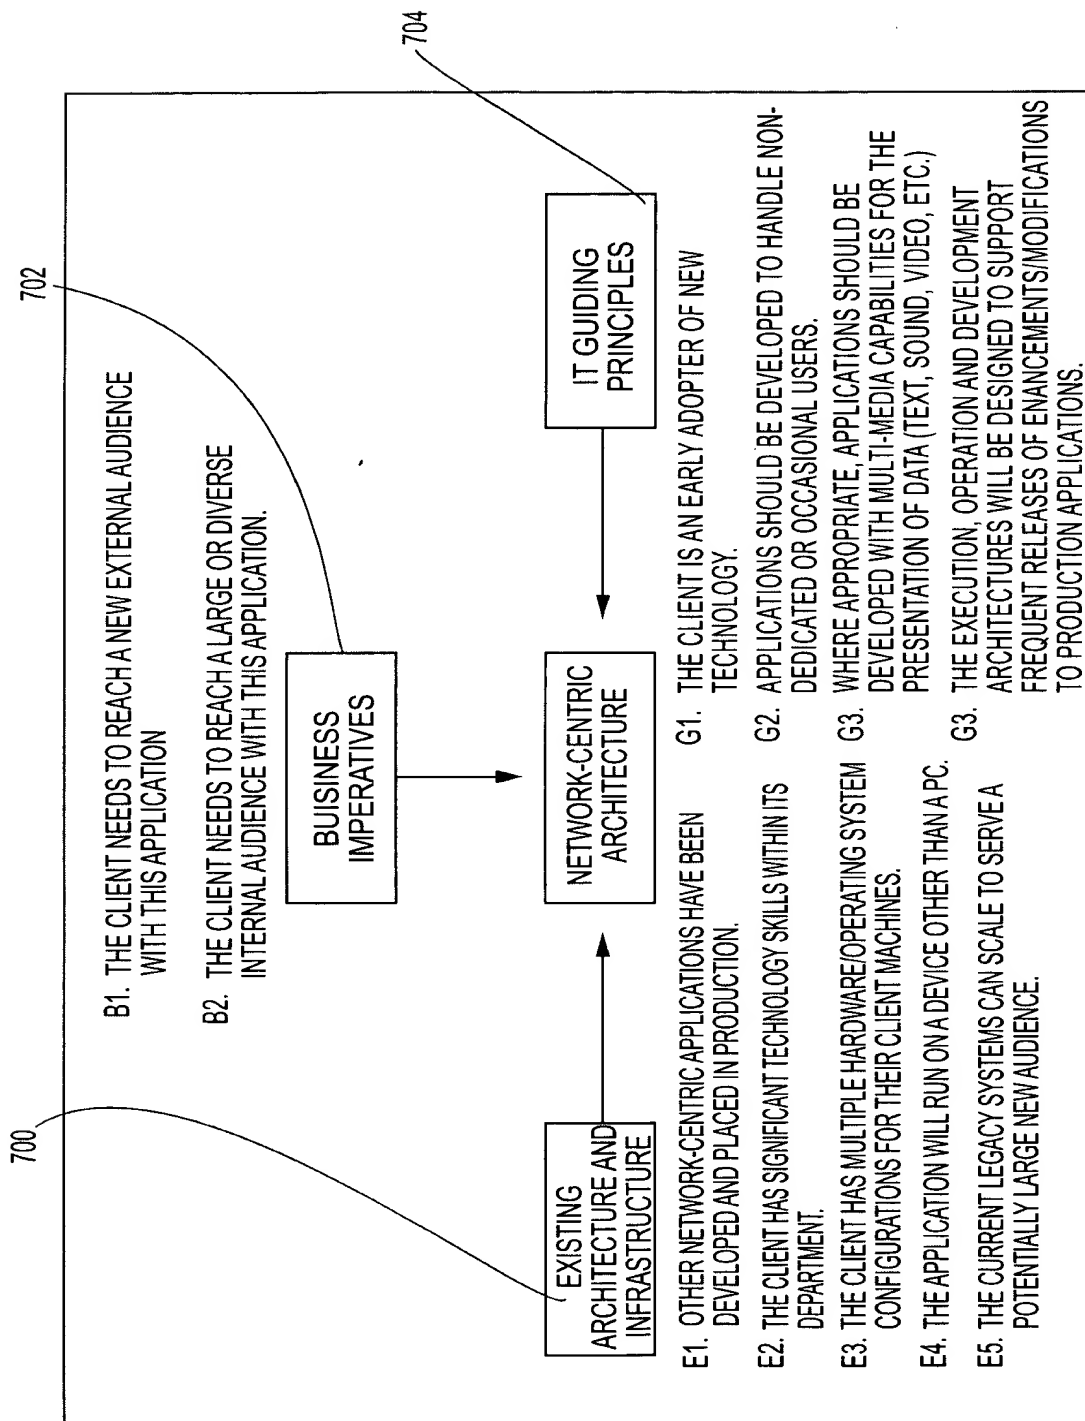 702
B1. THE CLIENT NEEDS TO REACH A NEW EXTERNAL AUDIENCE
WITH THIS APPLICATION
B2. THE CLIENT NEEDS TO REACH A LARGE OR DIVERSE
INTERNAL AUDIENCE WITH THIS APPLICATION.
700
704
BUISINESS
IMPERATIVES
EXISTING
ARCHITECTURE AND
INFRASTRUCTURE
NETWORK-CENTRIC
ARCHITECTURE
IT GUIDING
PRINCIPLES
E1. OTHER NETWORK-CENTRIC APPLICATIONS HAVE BEEN
DEVELOPED AND PLACED IN PRODUCTION.
E2. THE CLIENT HAS SIGNIFICANT TECHNOLOGY SKILLS WITHIN ITS
DEPARTMENT.
E3. THE CLIENT HAS MULTIPLE HARDWARE/OPERATING SYSTEM
CONFIGURATIONS FOR THEIR CLIENT MACHINES.
E4. THE APPLICATION WILL RUN ON A DEVICE OTHER THAN A PC.
E5. THE CURRENT LEGACY SYSTEMS CAN SCALE TO SERVE A
POTENTIALLY LARGE NEW AUDIENCE.
G1. THE CLIENT IS AN EARLY ADOPTER OF NEW
TECHNOLOGY.
G2. APPLICATIONS SHOULD BE DEVELOPED TO HANDLE NON-
DEDICATED OR OCCASIONAL USERS.
G3. WHERE APPROPRIATE, APPLICATIONS SHOULD BE
DEVELOPED WITH MULTI-MEDIA CAPABILITIES FOR THE
PRESENTATION OF DATA (TEXT, SOUND, VIDEO, ETC.)
G3. THE EXECUTION, OPERATION AND DEVELOPMENT
ARCHITECTURES WILL BE DESIGNED TO SUPPORT
FREQUENT RELEASES OF ENANCEMENTS/MODIFICATIONS
TO PRODUCTION APPLICATIONS.